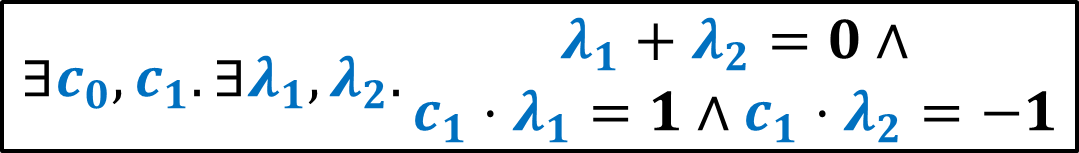 ∃c₀, c₁. ∃λ₁, λ₂. λ₁ + λ₂ = 0 ∧
c₁ · λ₁ = 1 ∧ c₁ · λ₂ = −1